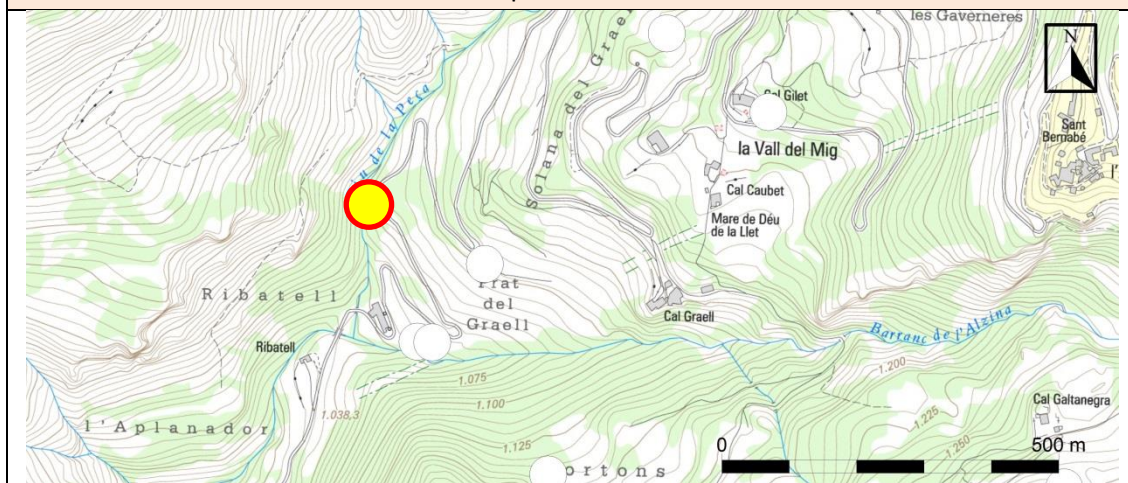 les Gaverneres
N
Solana del Grae
de la Peça
Cal Gilet
la Vall del Mig
Sant
Bernabé
l'
Cal Caubet
Mare de Déu
de la Llet
Ribatell
Prat
del
Graell
Cal Graell
Barranc de l'Alzina
Ribatell
1.075
1.200
1.100
1.038,3
Cal Galtanegra
l'Aplanador
1.225
1.125
1.250
0
500 m
ortons